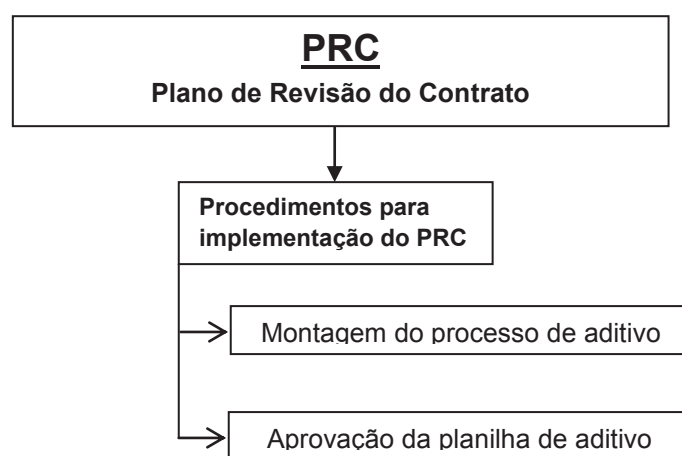 PRC
Plano de Revisão do Contrato
Procedimentos para
implementação do PRC
Montagem do processo de aditivo
Aprovação da planilha de aditivo